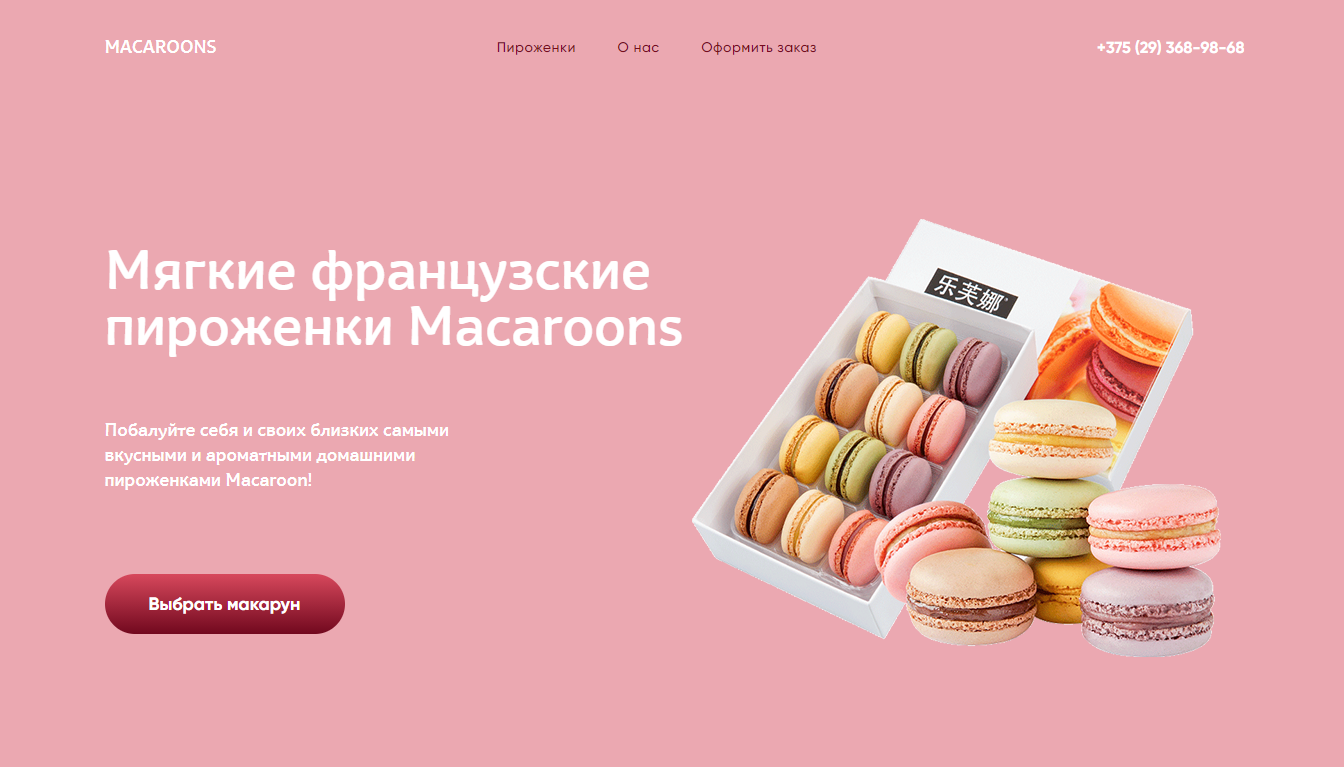 MACAROONS
Пироженки
О нас
Оформить заказ
+375 (29) 368-98-68
Мягкие французские
пироженки Macaroons
乐芙娜
Побалуйте себя и своих близких самыми
вкусными и ароматными домашними
пироженками Macaroon!
Выбрать макарун